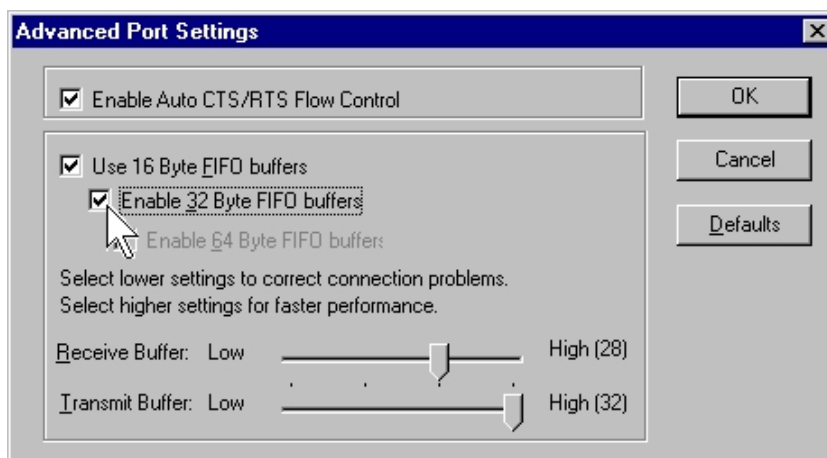 Advanced Port Settings
Enable Auto CTS/RTS Flow Control
OK
Use 16 Byte FIFO buffers
Cancel
Enable 32 Byte FIFO buffers
Defaults
Enable 64 Byte FIFO buffers
Select lower settings to correct connection problems.
Select higher settings for faster performance.
Receive Buffer: Low High (28)
Transmit Buffer: Low High (32)